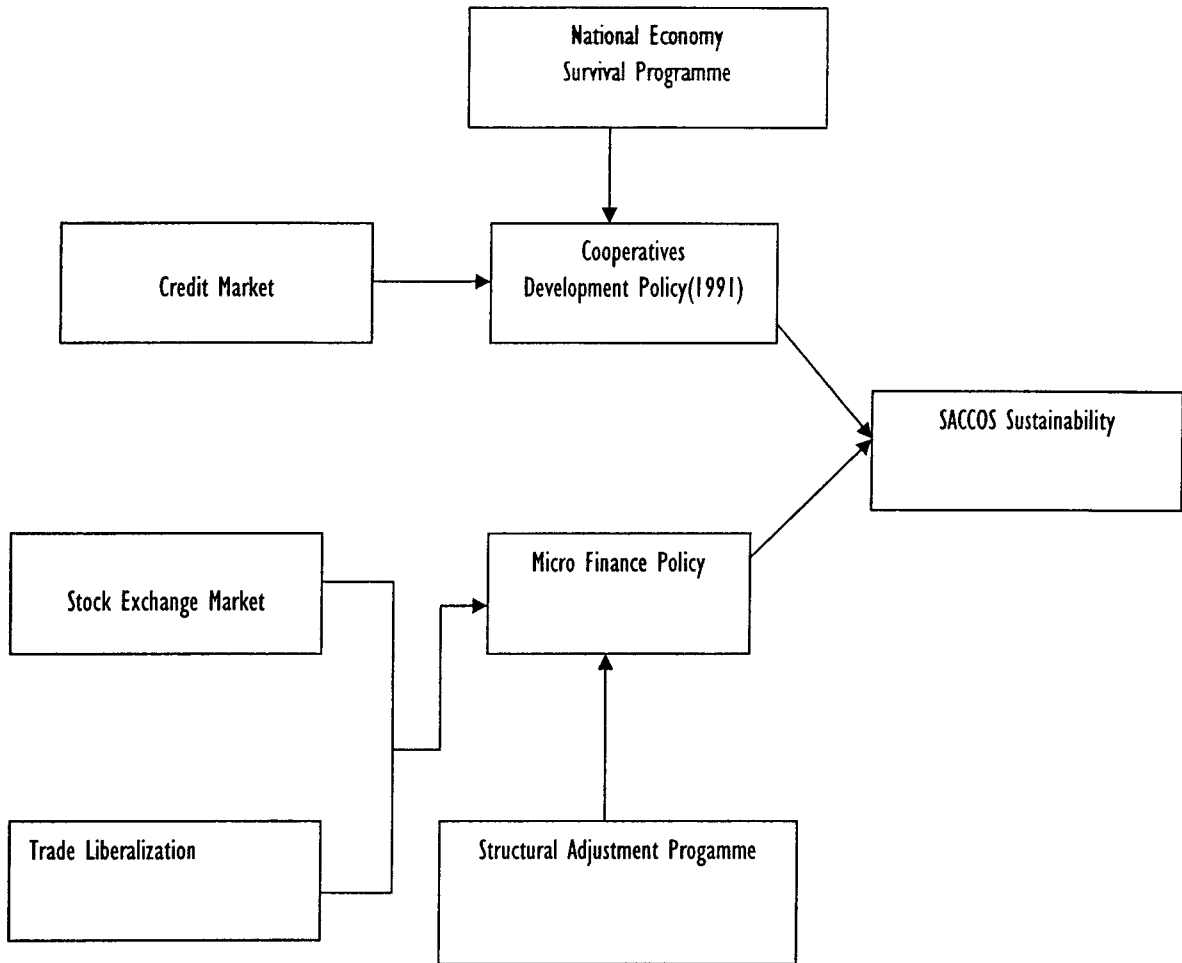 National Economy
Survival Programme
Credit Market
Cooperatives
Development Policy(1991)
SACCOS Sustainability
Stock Exchange Market
Micro Finance Policy
Trade Liberalization
Structural Adjustment Progamme